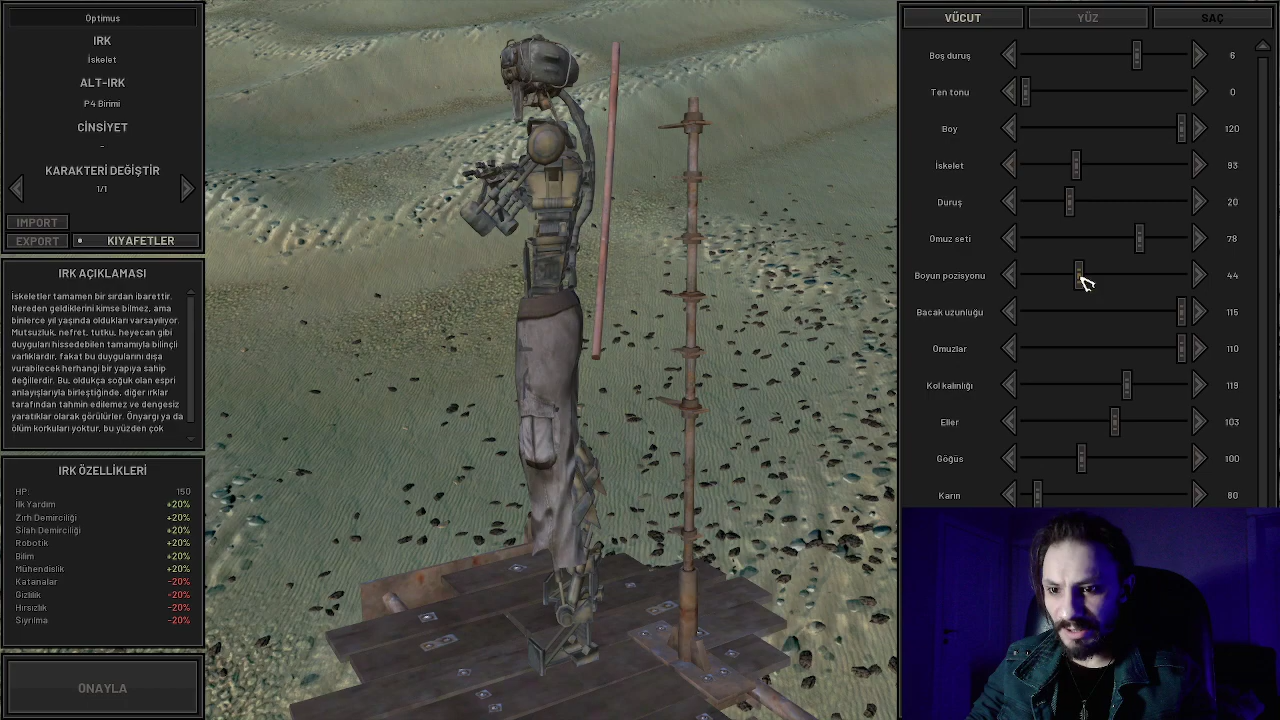 Optimus
IRK
İskelet
ALT-IRK
P4 Birimi
CİNSİYET
-
KARAKTERİ DEĞİŞTİR
1/1
IMPORT
EXPORT
KIYAFETLER
IRK AÇIKLAMASI
İskeletler tamamen bir sırdan ibarettir.
Nereden geldiklerini kimse bilmez, ama
binlerce yıl yaşında oldukları varsayılıyor.
Mutsuzluk, nefret, tutku, heyecan gibi
duyguları hissedebilen tamamıyla bilinçli
varlıklardır, fakat bu duygularını dışa
vurabilecek herhangi bir yapıya sahip
değillerdir. Bu, oldukça soğuk olan espri
anlayışlarıyla birleştiğinde, diğer ırklar
tarafından tahmin edilemez ve dengesiz
yaratıklar olarak görülürler. Önyargı ya da
ölüm korkuları yoktur, bu yüzden çok
IRK ÖZELLİKLERİ
HP: 150
İlk Yardım +20%
Zırh Demirciliği +20%
Silah Demirciliği +20%
Robotik +20%
Bilim +20%
Mühendislik +20%
Katanalar -20%
Gizlilik -20%
Hırsızlık -20%
Sıyrılma -20%
ONAYLA
VÜCUT YÜZ SAÇ
Boş duruş 6
Ten tonu 0
Boy 120
İskelet 93
Duruş 20
Omuz seti 78
Boyun pozisyonu 44
Bacak uzunluğu 115
Omuzlar 110
Kol kalınlığı 119
Eller 103
Göğüs 100
Karın 80